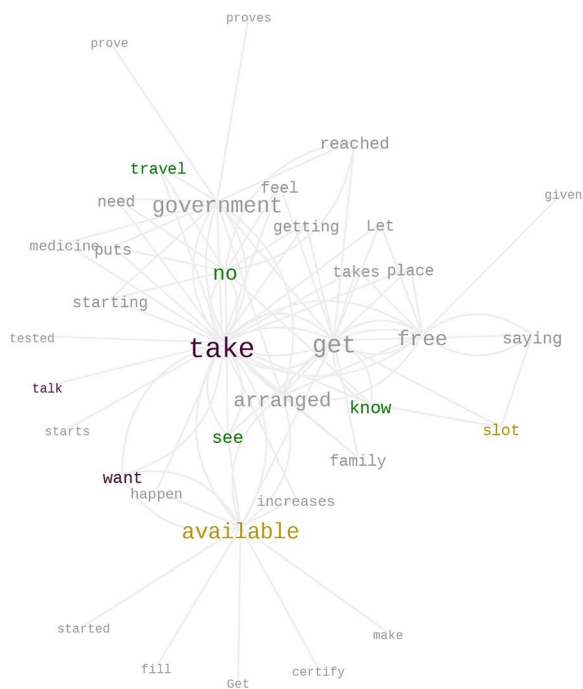 proves
prove
reached
travel
feel
given
need
government
getting
Let
medicine
puts
no
takes
place
starting
tested
take
get
free
saying
talk
arranged
know
starts
see
slot
family
want
happen
increases
available
started
make
fill
certify
Get